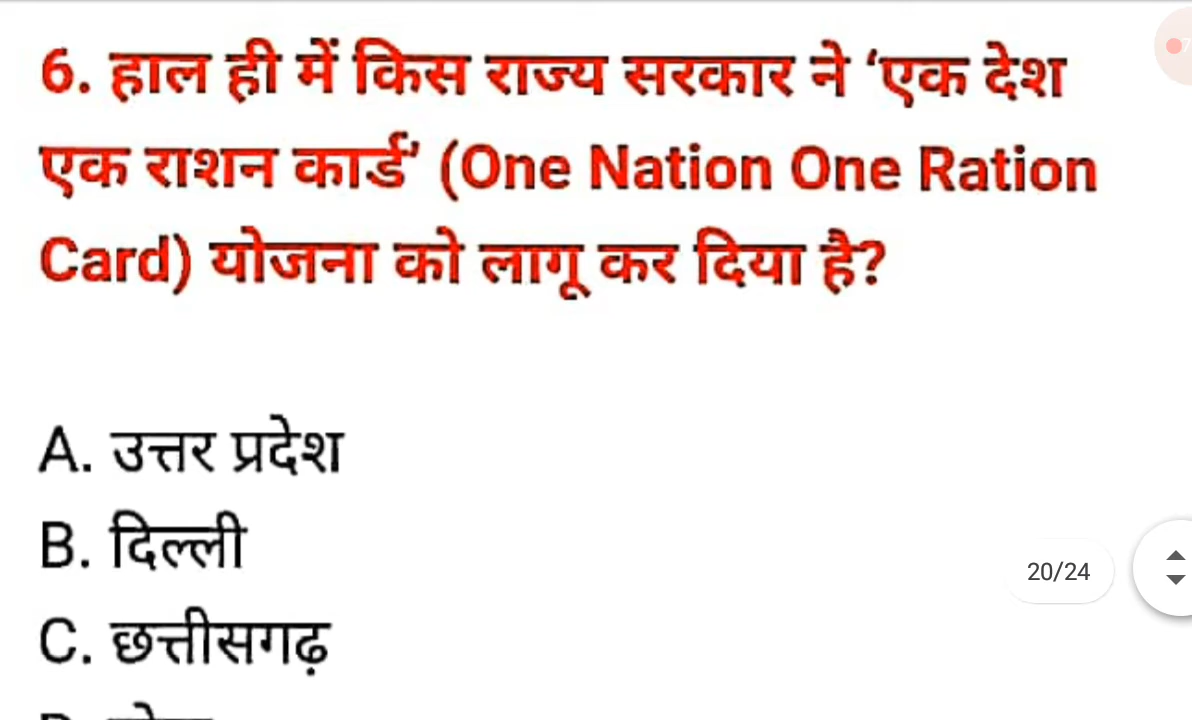 6. हाल ही में किस राज्य सरकार ने ‘एक देश
एक राशन कार्ड’ (One Nation One Ration
Card) योजना को लागू कर दिया है?
A. उत्तर प्रदेश
B. दिल्ली
20/24
C. छत्तीसगढ़